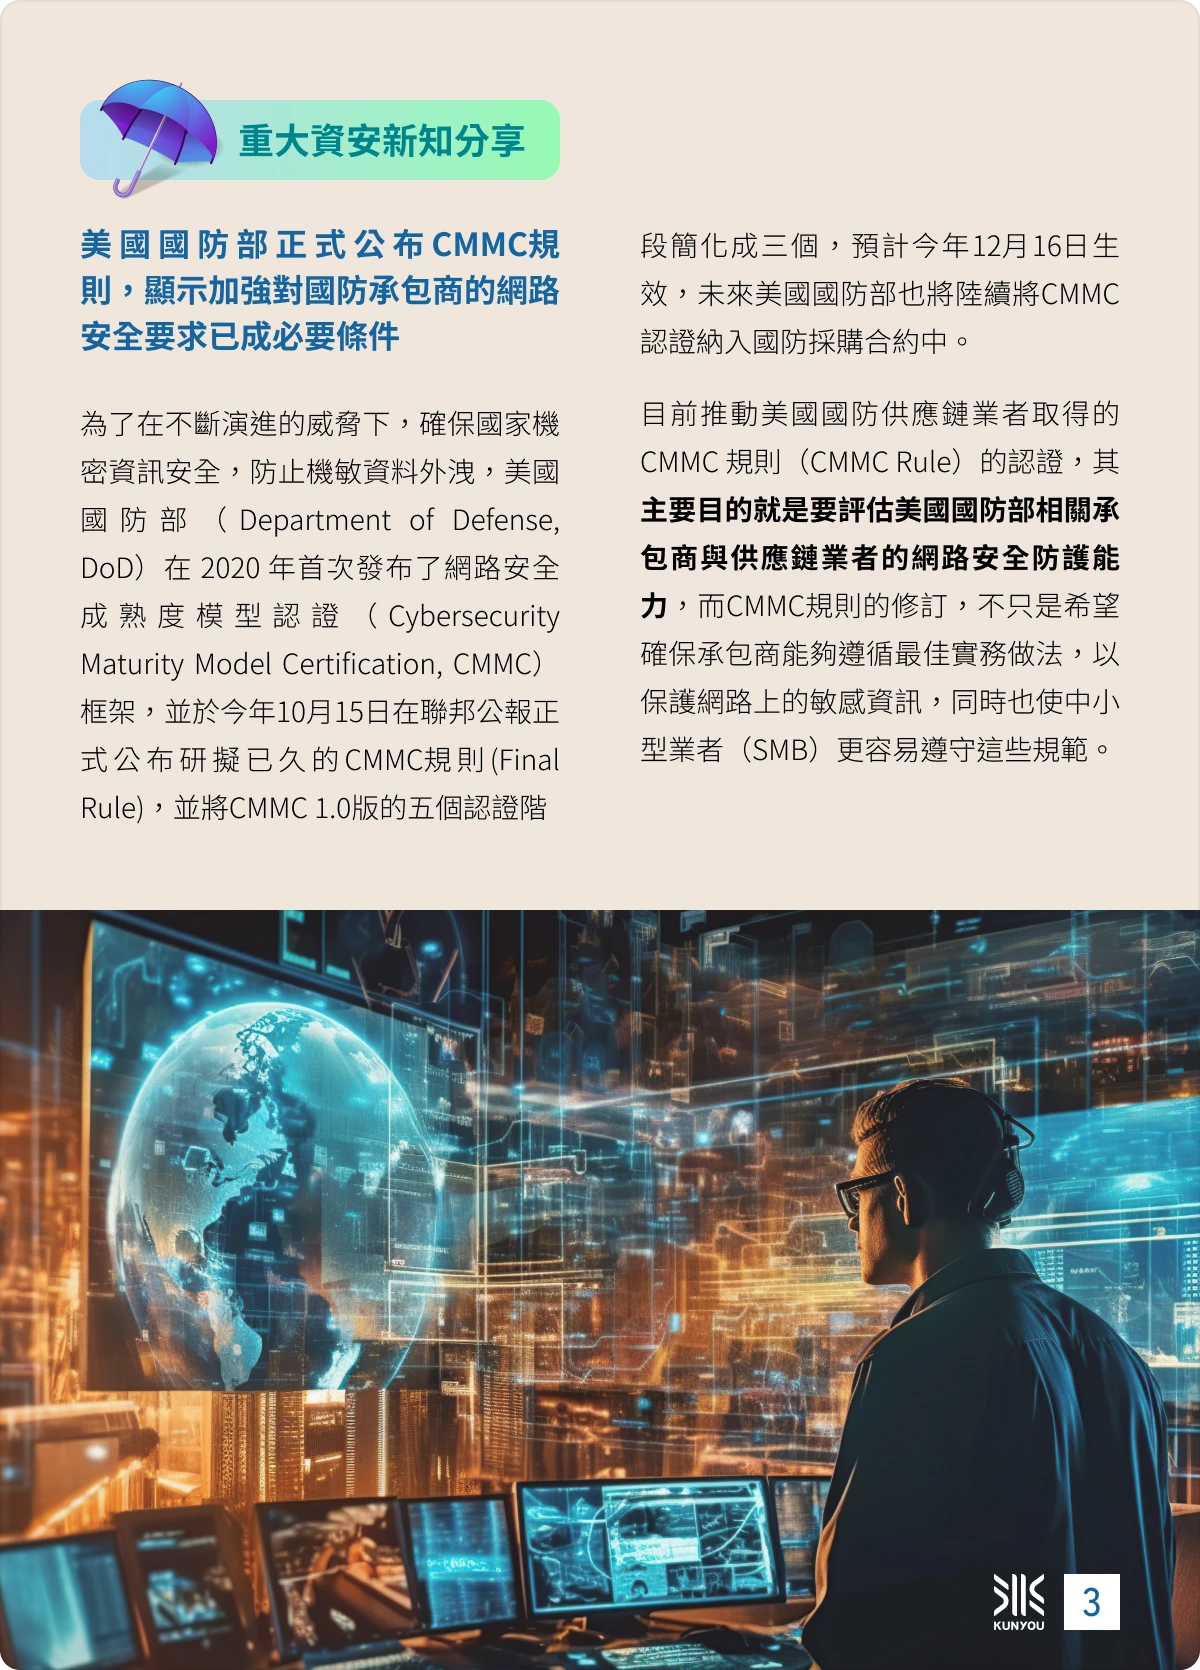 重大資安新知分享
美國國防部正式公布CMMC規
則，顯示加強對國防承包商的網路
安全要求已成必要條件
為了在不斷演進的威脅下，確保國家機
密資訊安全，防止機敏資料外洩，美國
國防部（Department of Defense,
DoD）在 2020 年首次發布了網路安全
成熟度模型認證（Cybersecurity
Maturity Model Certification, CMMC）
框架，並於今年10月15日在聯邦公報正
式公布研擬已久的CMMC規則(Final
Rule)，並將CMMC 1.0版的五個認證階
段簡化成三個，預計今年12月16日生
效，未來美國國防部也將陸續將CMMC
認證納入國防採購合約中。
目前推動美國國防供應鏈業者取得的
CMMC 規則（CMMC Rule）的認證，其
主要目的就是要評估美國國防部相關承
包商與供應鏈業者的網路安全防護能
力，而CMMC規則的修訂，不只是希望
確保承包商能夠遵循最佳實務做法，以
保護網路上的敏感資訊，同時也使中小
型業者（SMB）更容易遵守這些規範。
KUNYOU
3